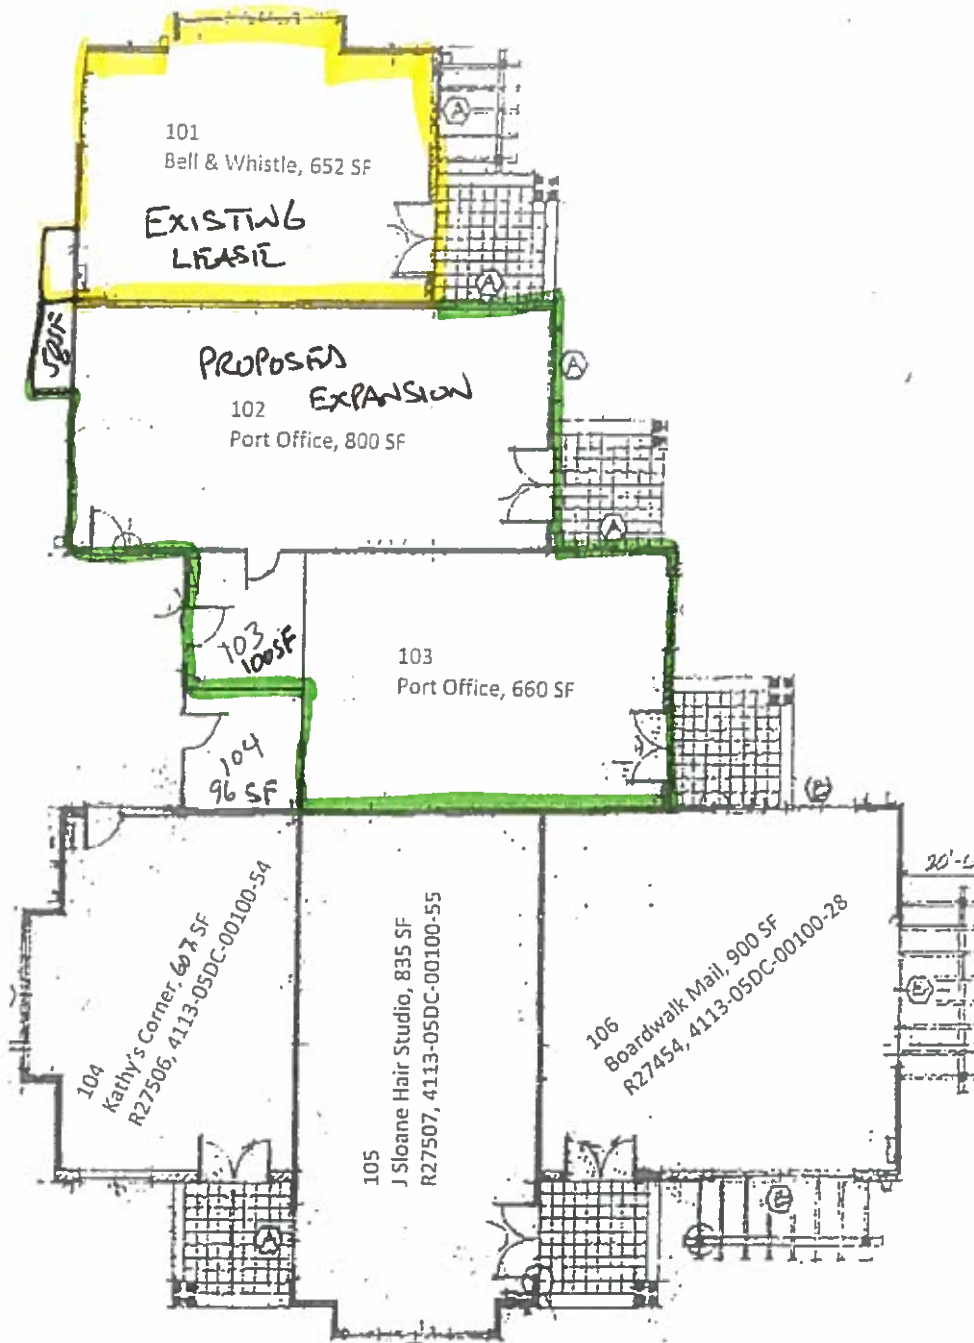 101
Bell & Whistle, 652 SF
EXISTING
LEASE
A
A
PROPOSED
EXPANSION
102
Port Office, 800 SF
A
A
103
100SF
103
Port Office, 660 SF
104
96 SF
104
Kathy's Corner, 607 SF
R27506, 4113-05DC-00100-54
105
J Sloane Hair Studio, 835 SF
R27507, 4113-05DC-00100-55
106
Boardwalk Mail, 900 SF
R27454, 4113-05DC-00100-28
A